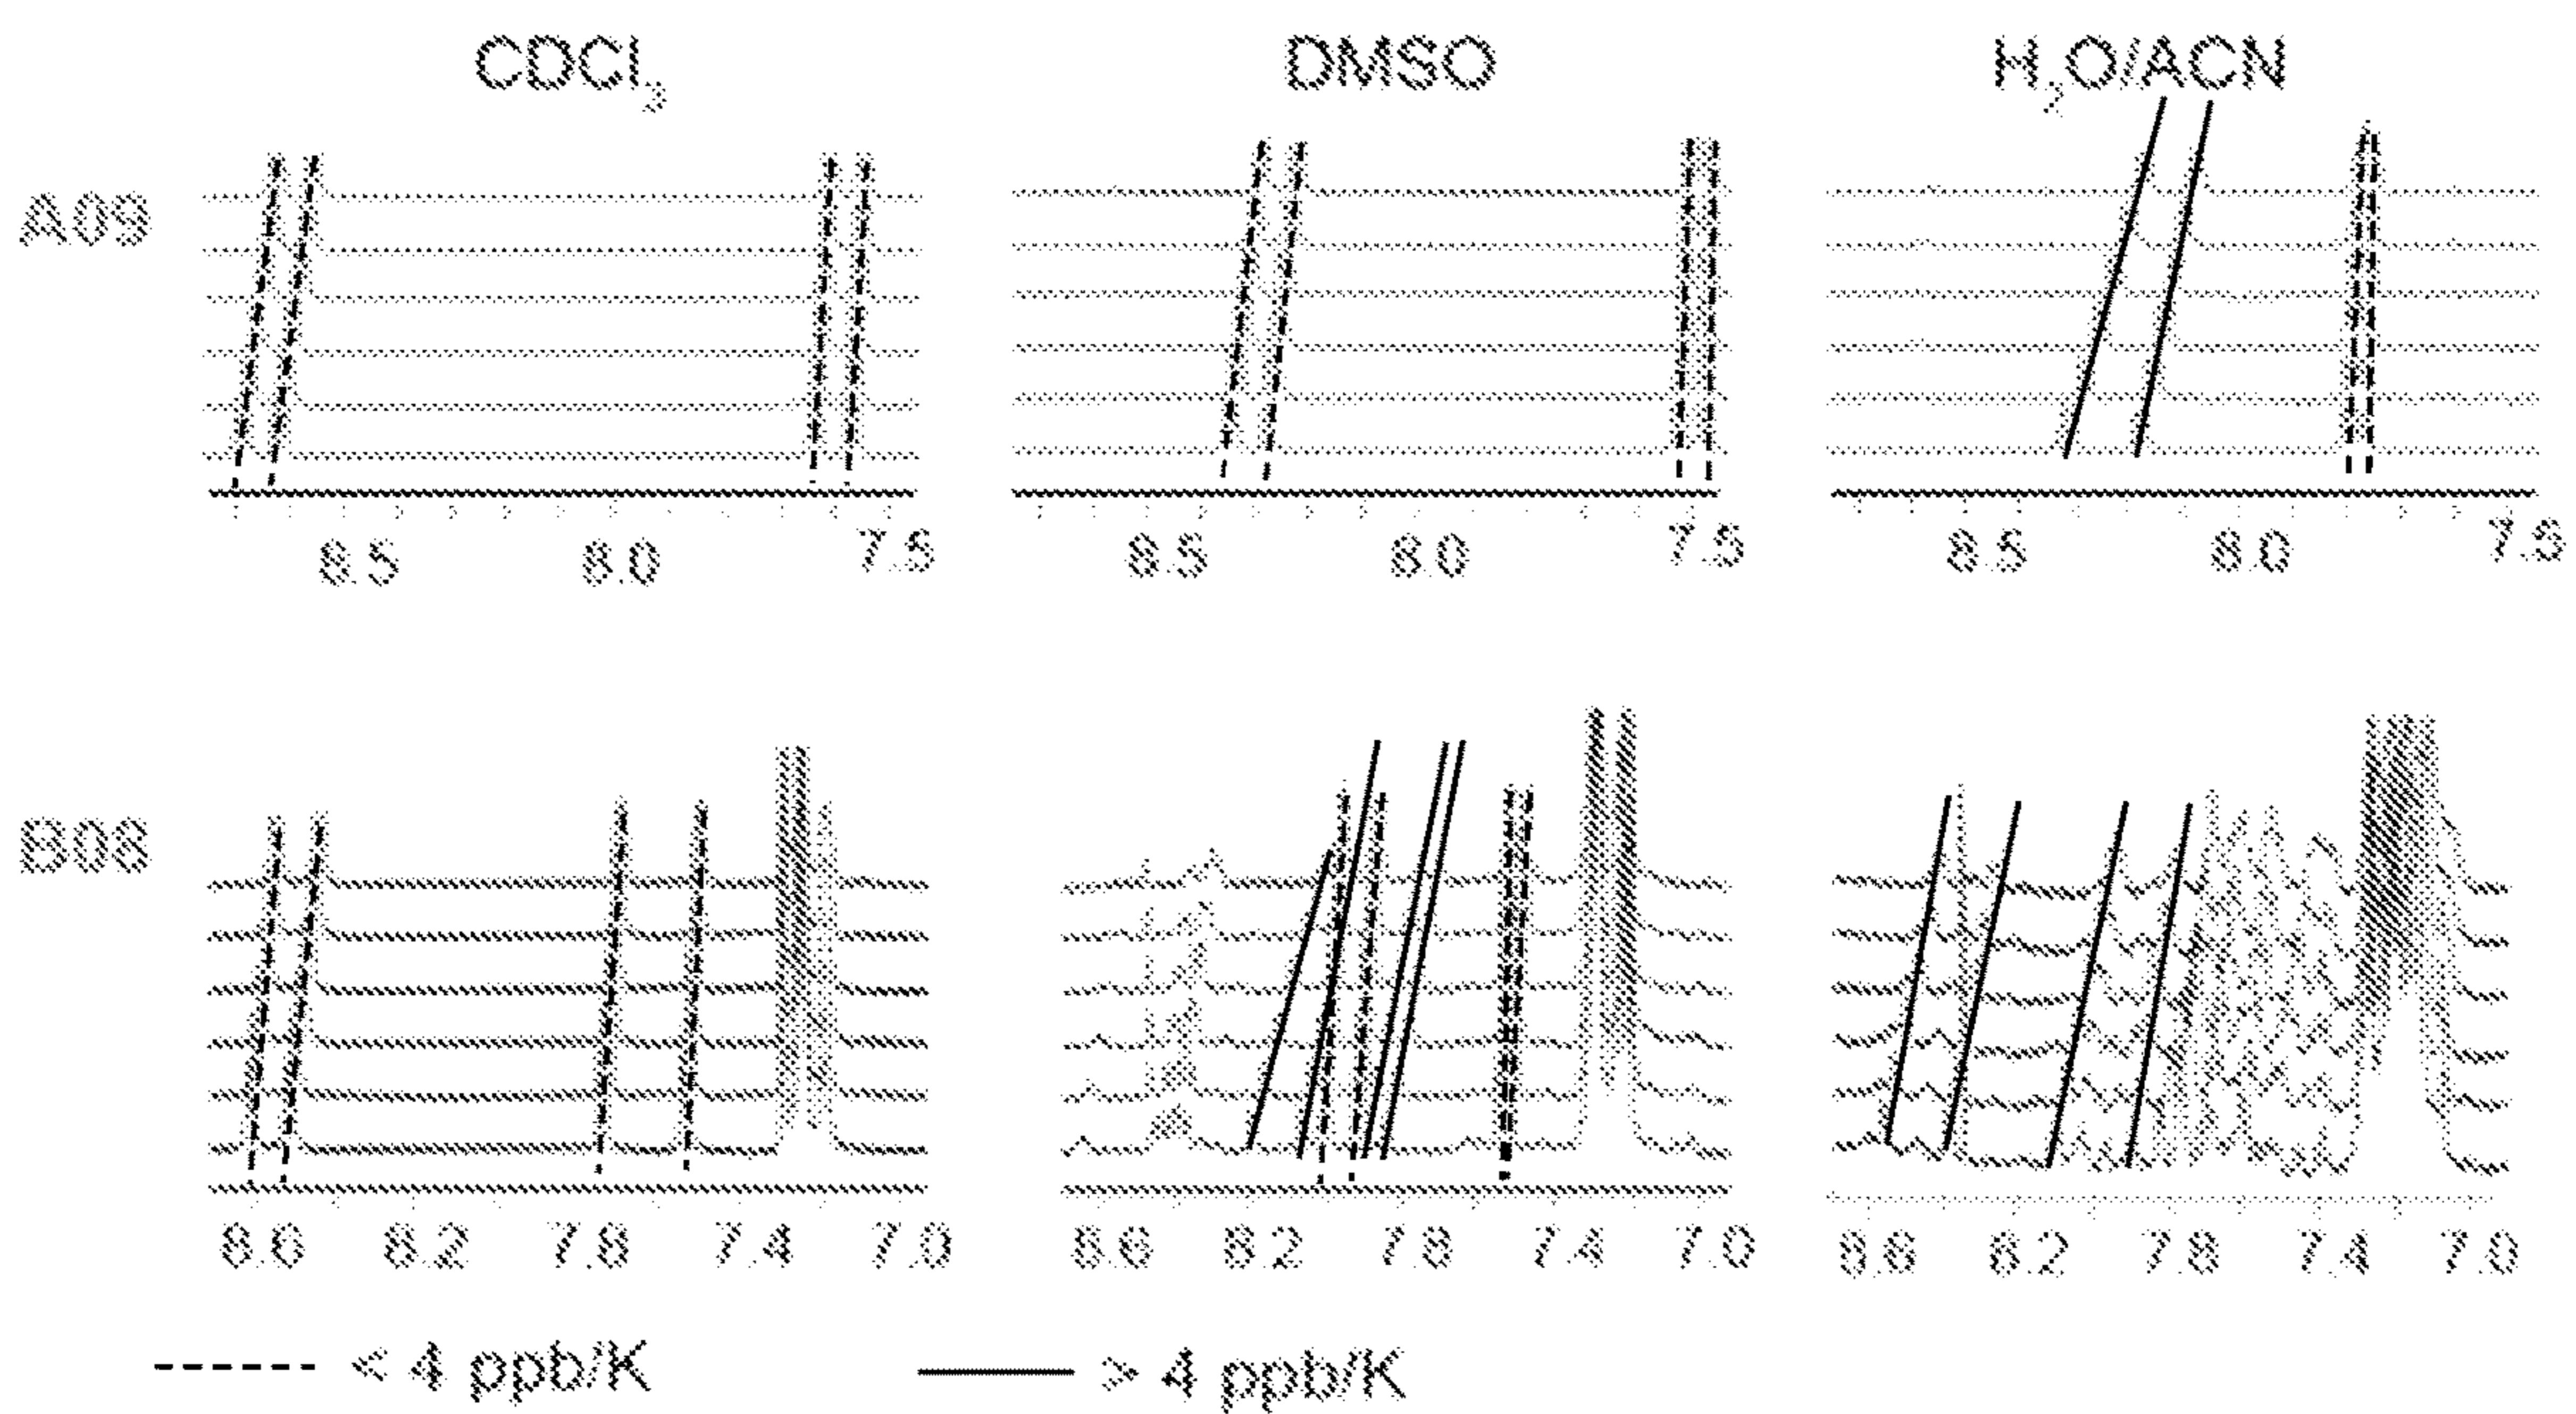 CDCl₃ DMSO H₂O/ACN
A09
8.5 8.0 7.5 8.5 8.0 7.5 8.5 8.0 7.5
B08
8.6 8.2 7.8 7.4 7.0 8.6 8.2 7.8 7.4 7.0 8.6 8.2 7.8 7.4 7.0
< 4 ppb/K > 4 ppb/K